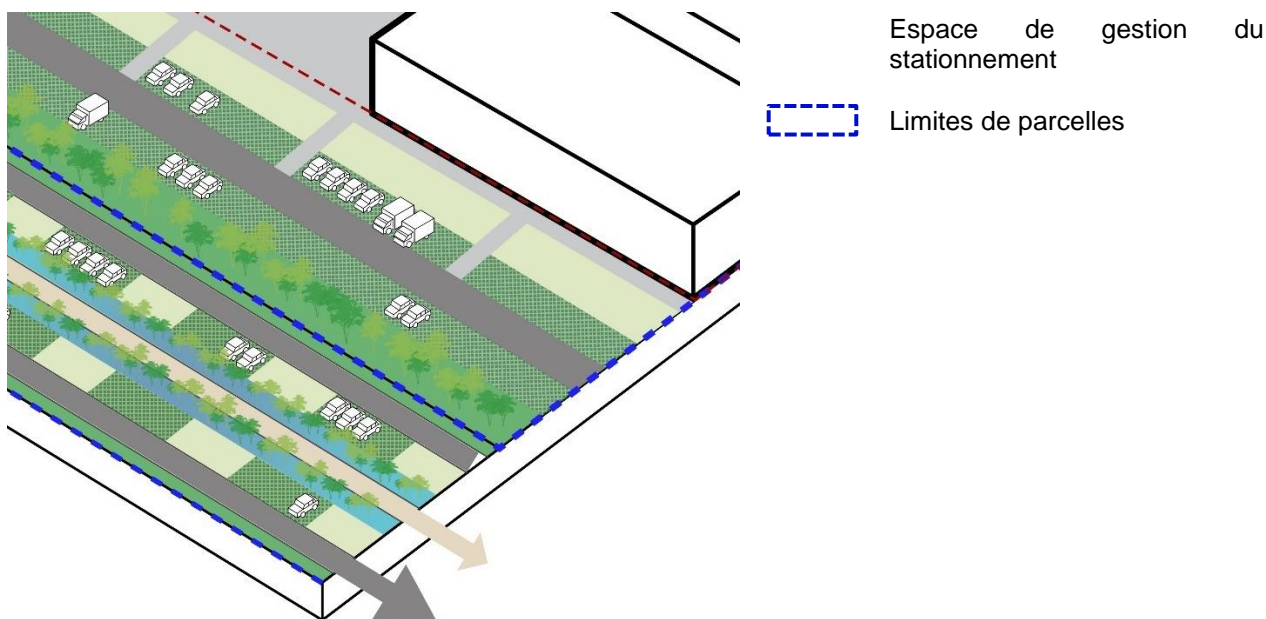 Espace de gestion du
stationnement
Limites de parcelles